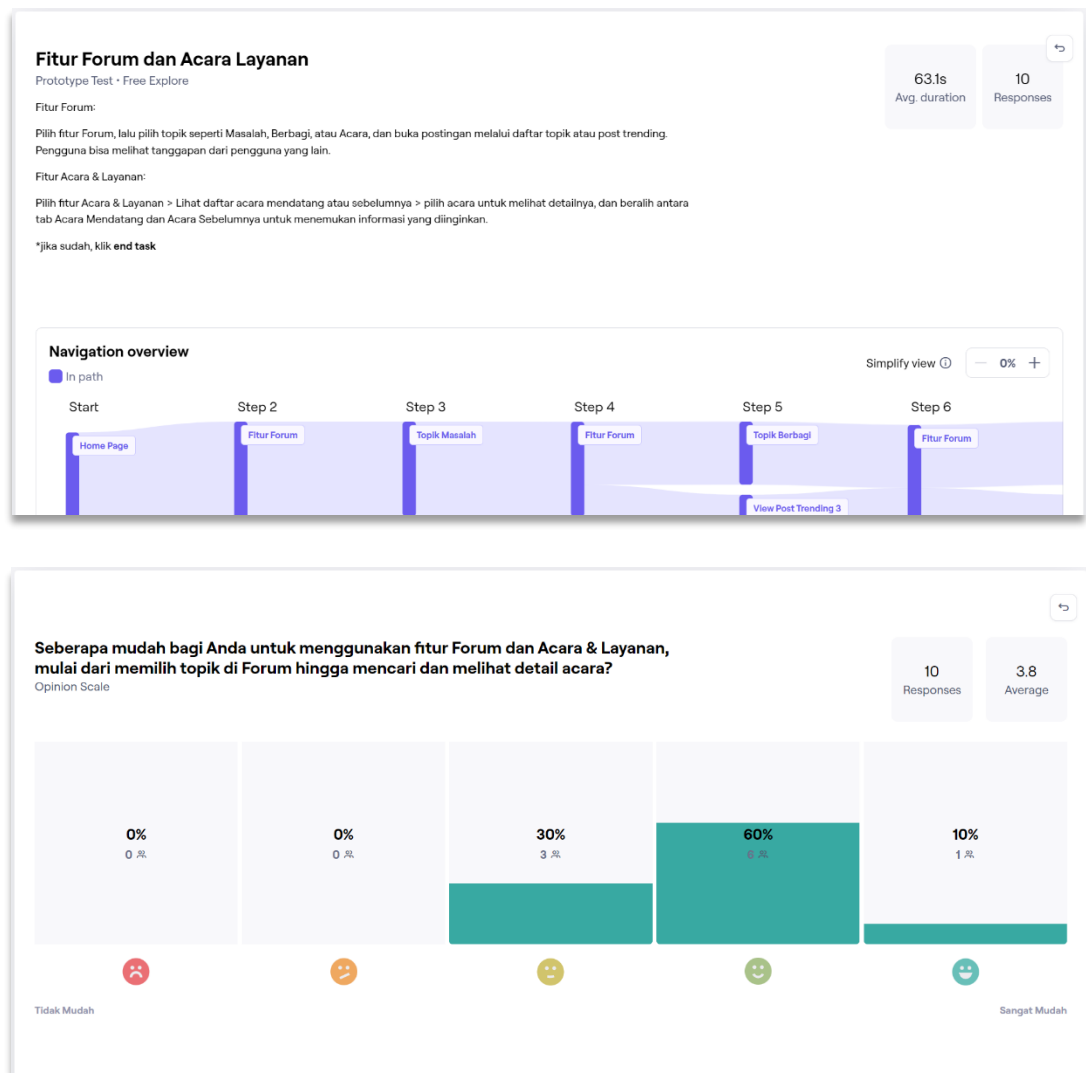 Fitur Forum dan Acara Layanan
Prototype Test • Free Explore
63.1s
Avg. duration
10
Responses
Fitur Forum:
Pilih fitur Forum, lalu pilih topik seperti Masalah, Berbagi, atau Acara, dan buka postingan melalui daftar topik atau post trending.
Pengguna bisa melihat tanggapan dari pengguna yang lain.
Fitur Acara & Layanan:
Pilih fitur Acara & Layanan > Lihat daftar acara mendatang atau sebelumnya > pilih acara untuk melihat detailnya, dan beralih antara
tab Acara Mendatang dan Acara Sebelumnya untuk menemukan informasi yang diinginkan.
*jika sudah, klik end task
Navigation overview
In path
Simplify view
0%
Start
Step 2
Step 3
Step 4
Step 5
Step 6
Home Page
Fitur Forum
Topik Masalah
Fitur Forum
Topik Berbagi
Fitur Forum
View Post Trending 3
Seberapa mudah bagi Anda untuk menggunakan fitur Forum dan Acara & Layanan,
mulai dari memilih topik di Forum hingga mencari dan melihat detail acara?
Opinion Scale
10
Responses
3.8
Average
0%
0
0%
0
30%
3
60%
6
10%
1
Tidak Mudah
Sangat Mudah